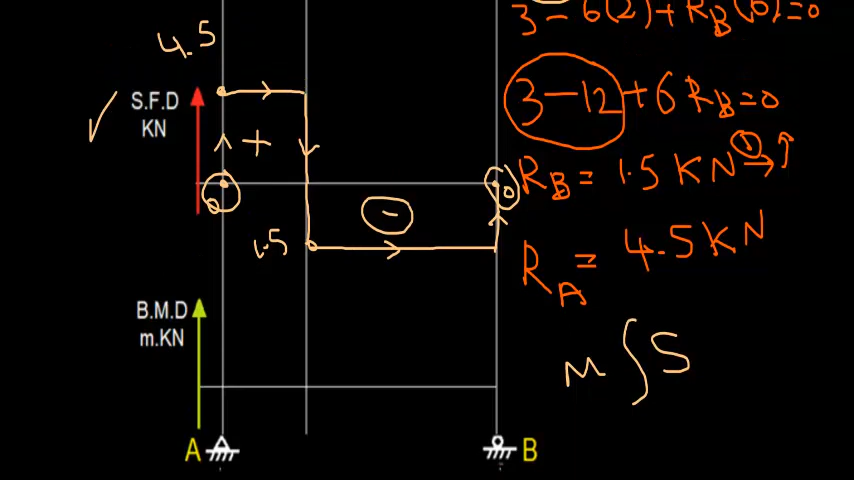 3 - 6(2) + RB(6) = 0
4.5
S.F.D
KN
+
3 - 12 + 6 RB = 0
RB = 1.5 KN → ↑
0
0
-
1.5
RA = 4.5 KN
B.M.D
m.KN
M ∫ S
A
B